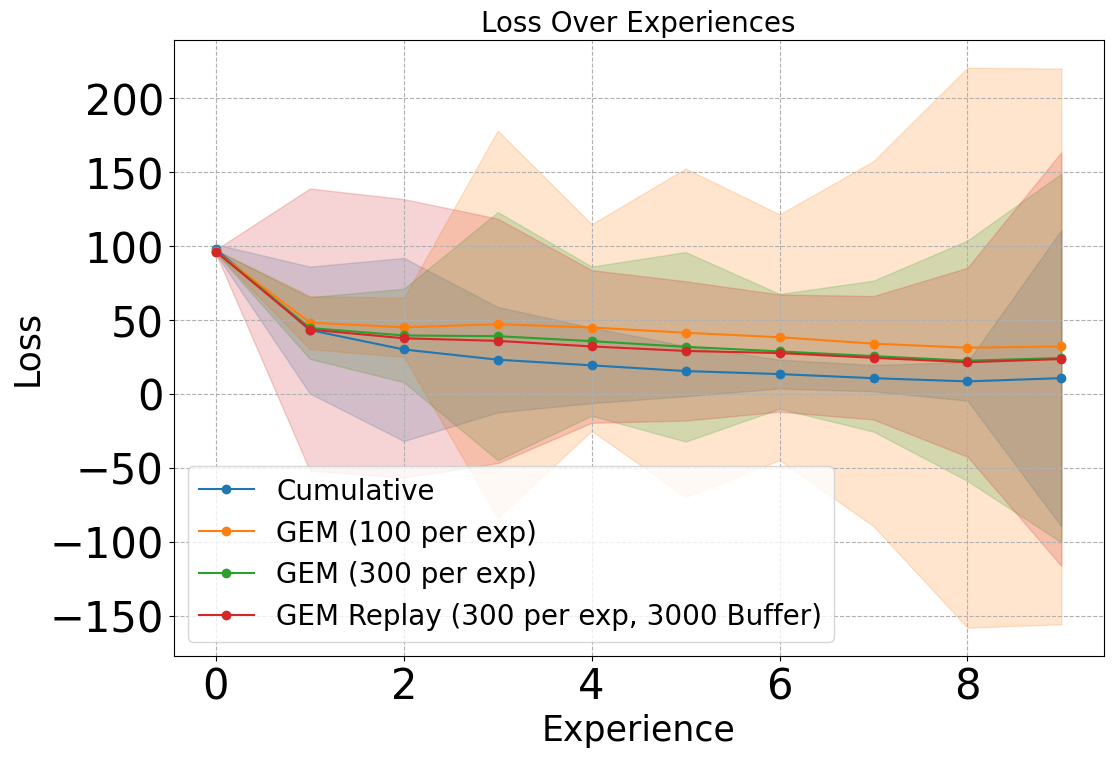 Loss Over Experiences
Loss
200
150
100
50
0
−50
−100
−150
Cumulative
GEM (100 per exp)
GEM (300 per exp)
GEM Replay (300 per exp, 3000 Buffer)
0 2 4 6 8
Experience